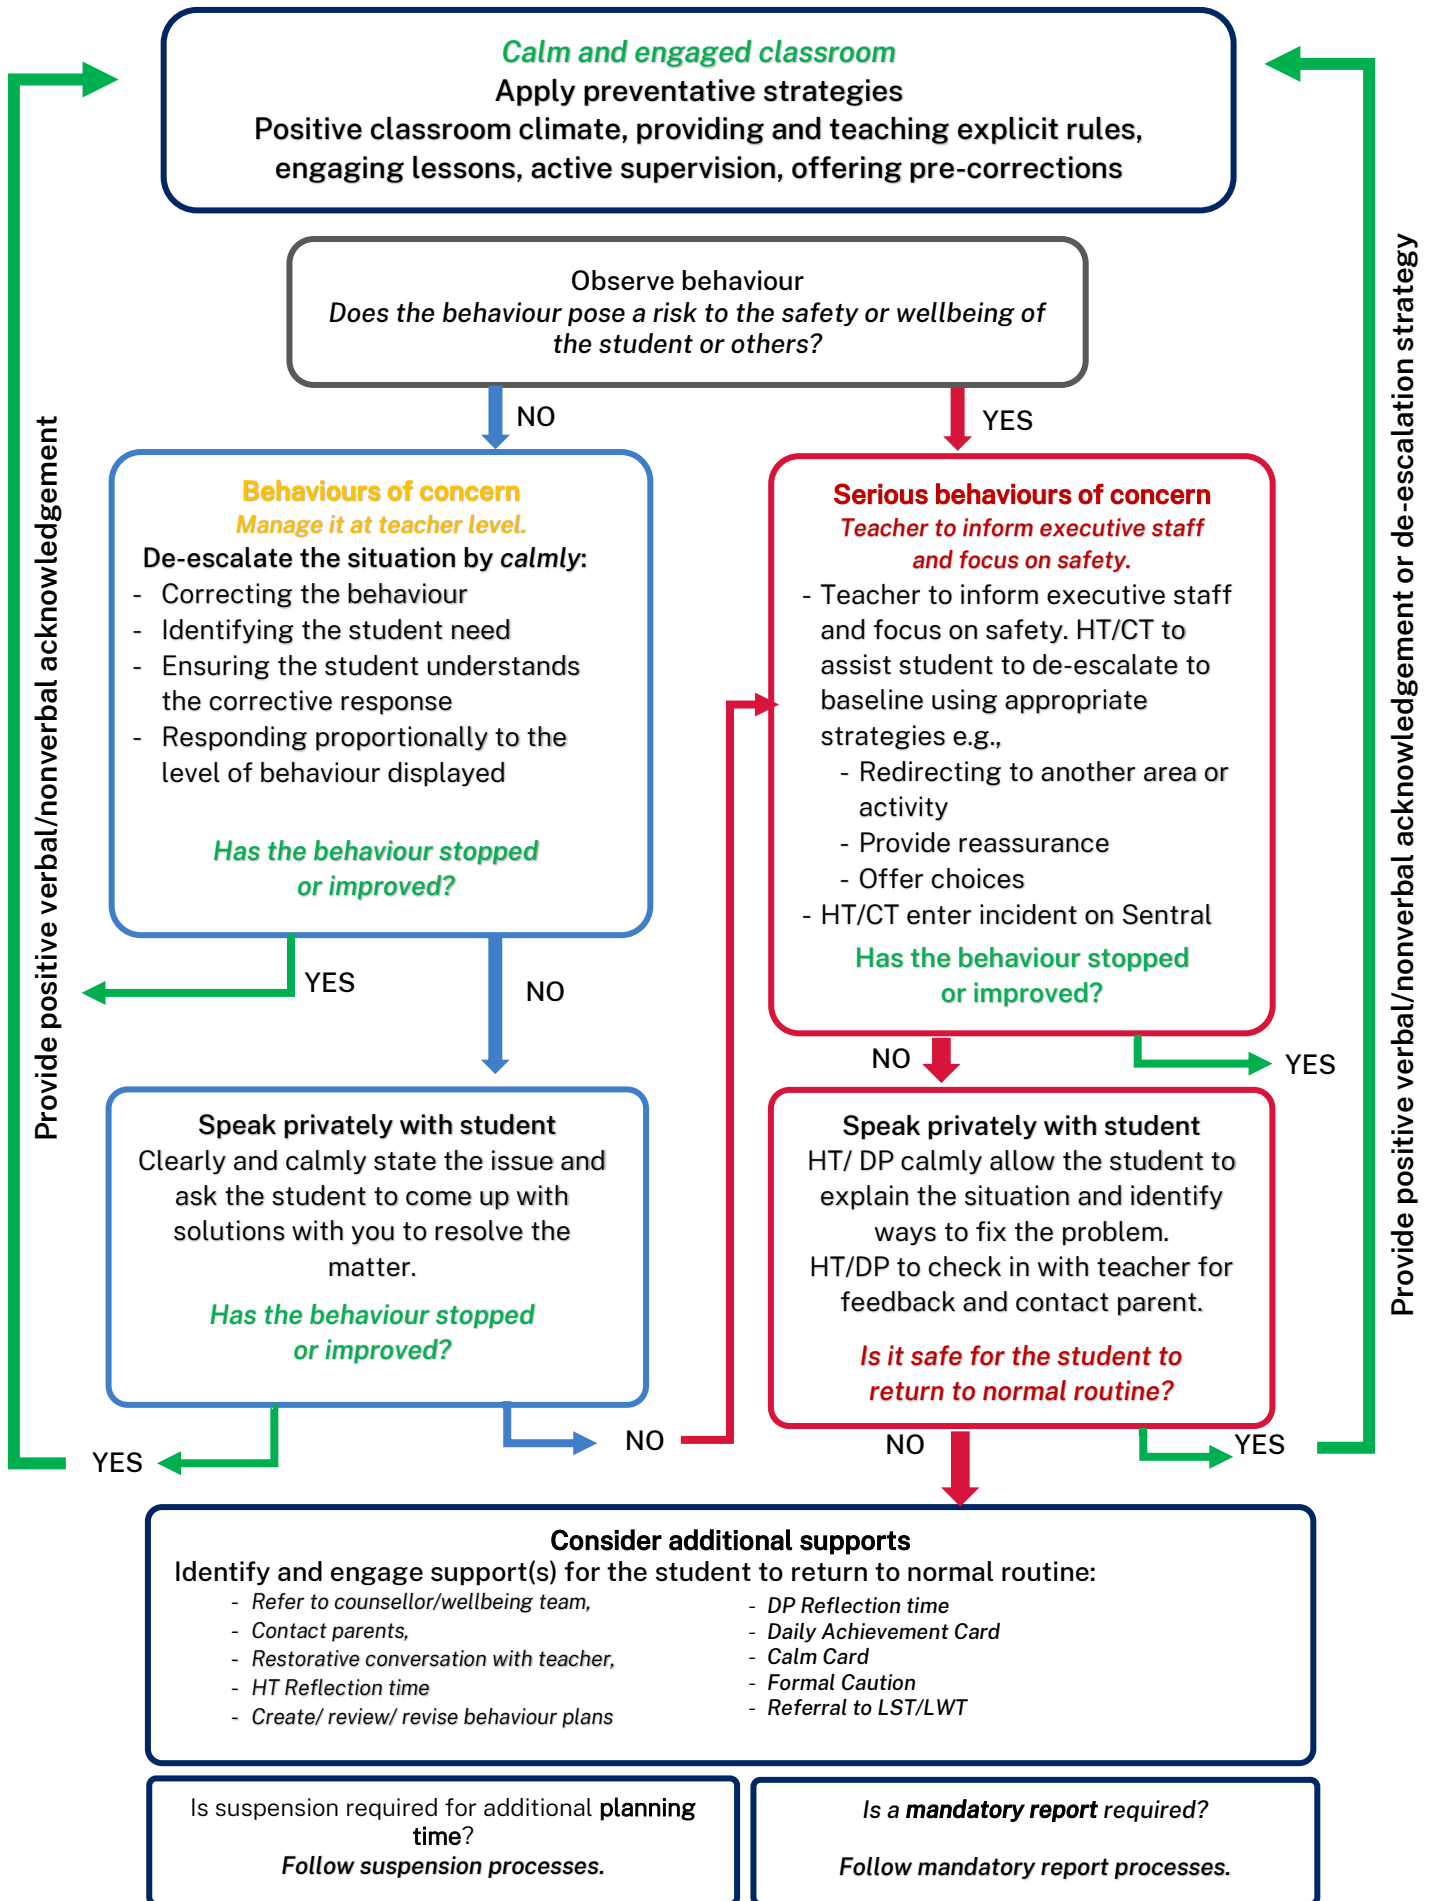 Calm and engaged classroom
Apply preventative strategies
Positive classroom climate, providing and teaching explicit rules,
engaging lessons, active supervision, offering pre-corrections
Observe behaviour
Does the behaviour pose a risk to the safety or wellbeing of
the student or others?
NO
YES
Behaviours of concern
Manage it at teacher level.
De-escalate the situation by calmly:
- Correcting the behaviour
- Identifying the student need
- Ensuring the student understands
the corrective response
- Responding proportionally to the
level of behaviour displayed
Has the behaviour stopped
or improved?
YES
NO
Serious behaviours of concern
Teacher to inform executive staff
and focus on safety.
- Teacher to inform executive staff
and focus on safety. HT/CT to
assist student to de-escalate to
baseline using appropriate
strategies e.g.,
- Redirecting to another area or
activity
- Provide reassurance
- Offer choices
- HT/CT enter incident on Sentral
Has the behaviour stopped
or improved?
NO
YES
Speak privately with student
Clearly and calmly state the issue and
ask the student to come up with
solutions with you to resolve the
matter.
Has the behaviour stopped
or improved?
YES
NO
Speak privately with student
HT/ DP calmly allow the student to
explain the situation and identify
ways to fix the problem.
HT/DP to check in with teacher for
feedback and contact parent.
Is it safe for the student to
return to normal routine?
NO
YES
Provide positive verbal/nonverbal acknowledgement
Provide positive verbal/nonverbal acknowledgement or de-escalation strategy
Consider additional supports
Identify and engage support(s) for the student to return to normal routine:
- Refer to counsellor/wellbeing team,
- Contact parents,
- Restorative conversation with teacher,
- HT Reflection time
- Create/ review/ revise behaviour plans
- DP Reflection time
- Daily Achievement Card
- Calm Card
- Formal Caution
- Referral to LST/LWT
Is suspension required for additional planning
time?
Follow suspension processes.
Is a mandatory report required?
Follow mandatory report processes.